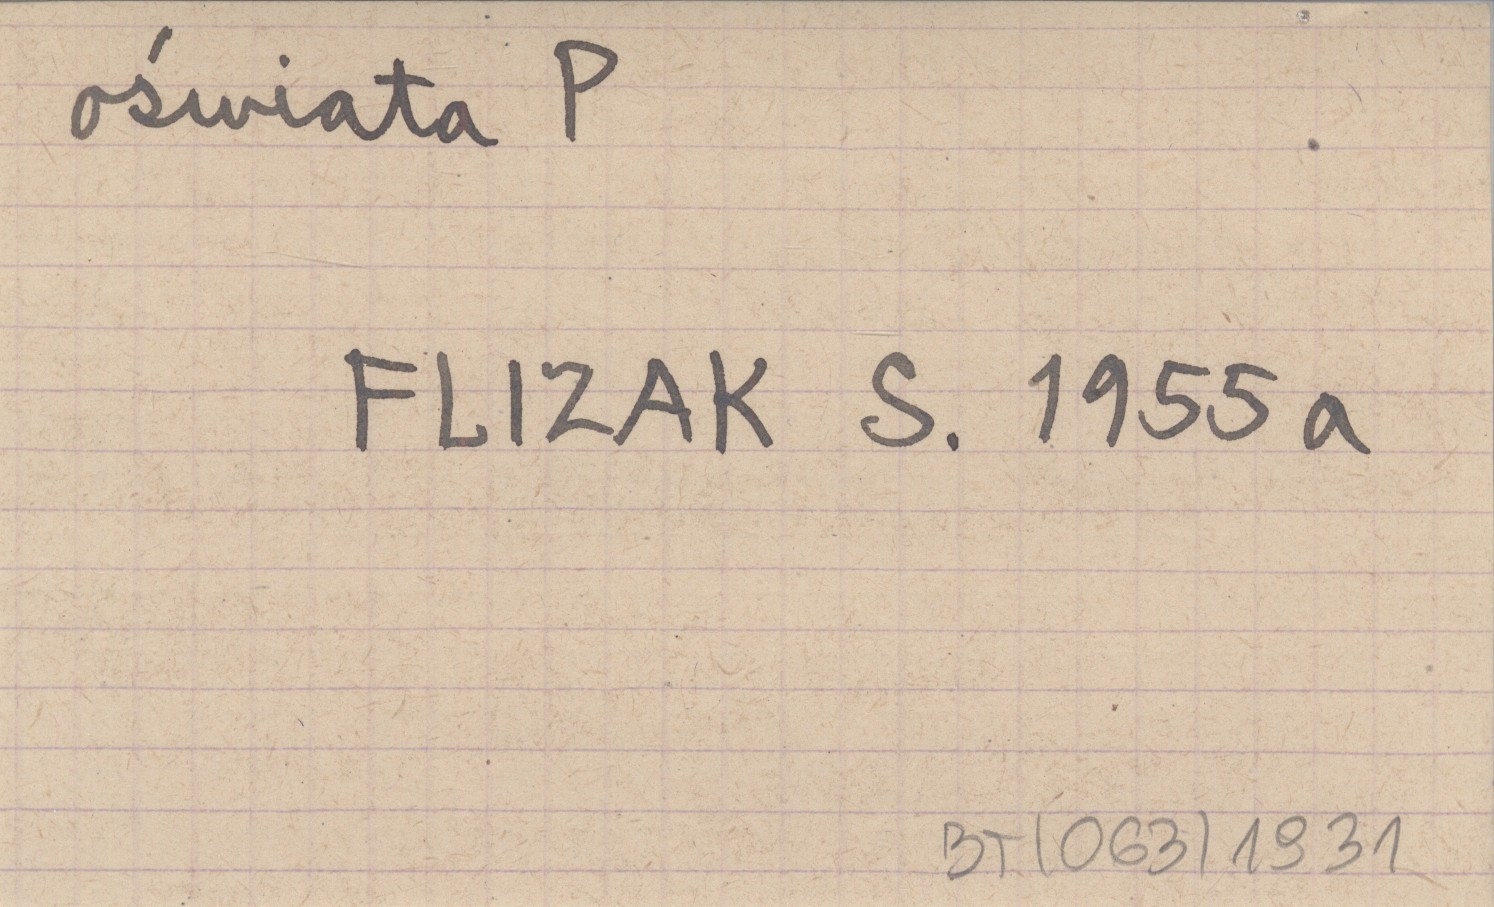 oświata P
FLIZAK S. 1955a
BT(063)1931